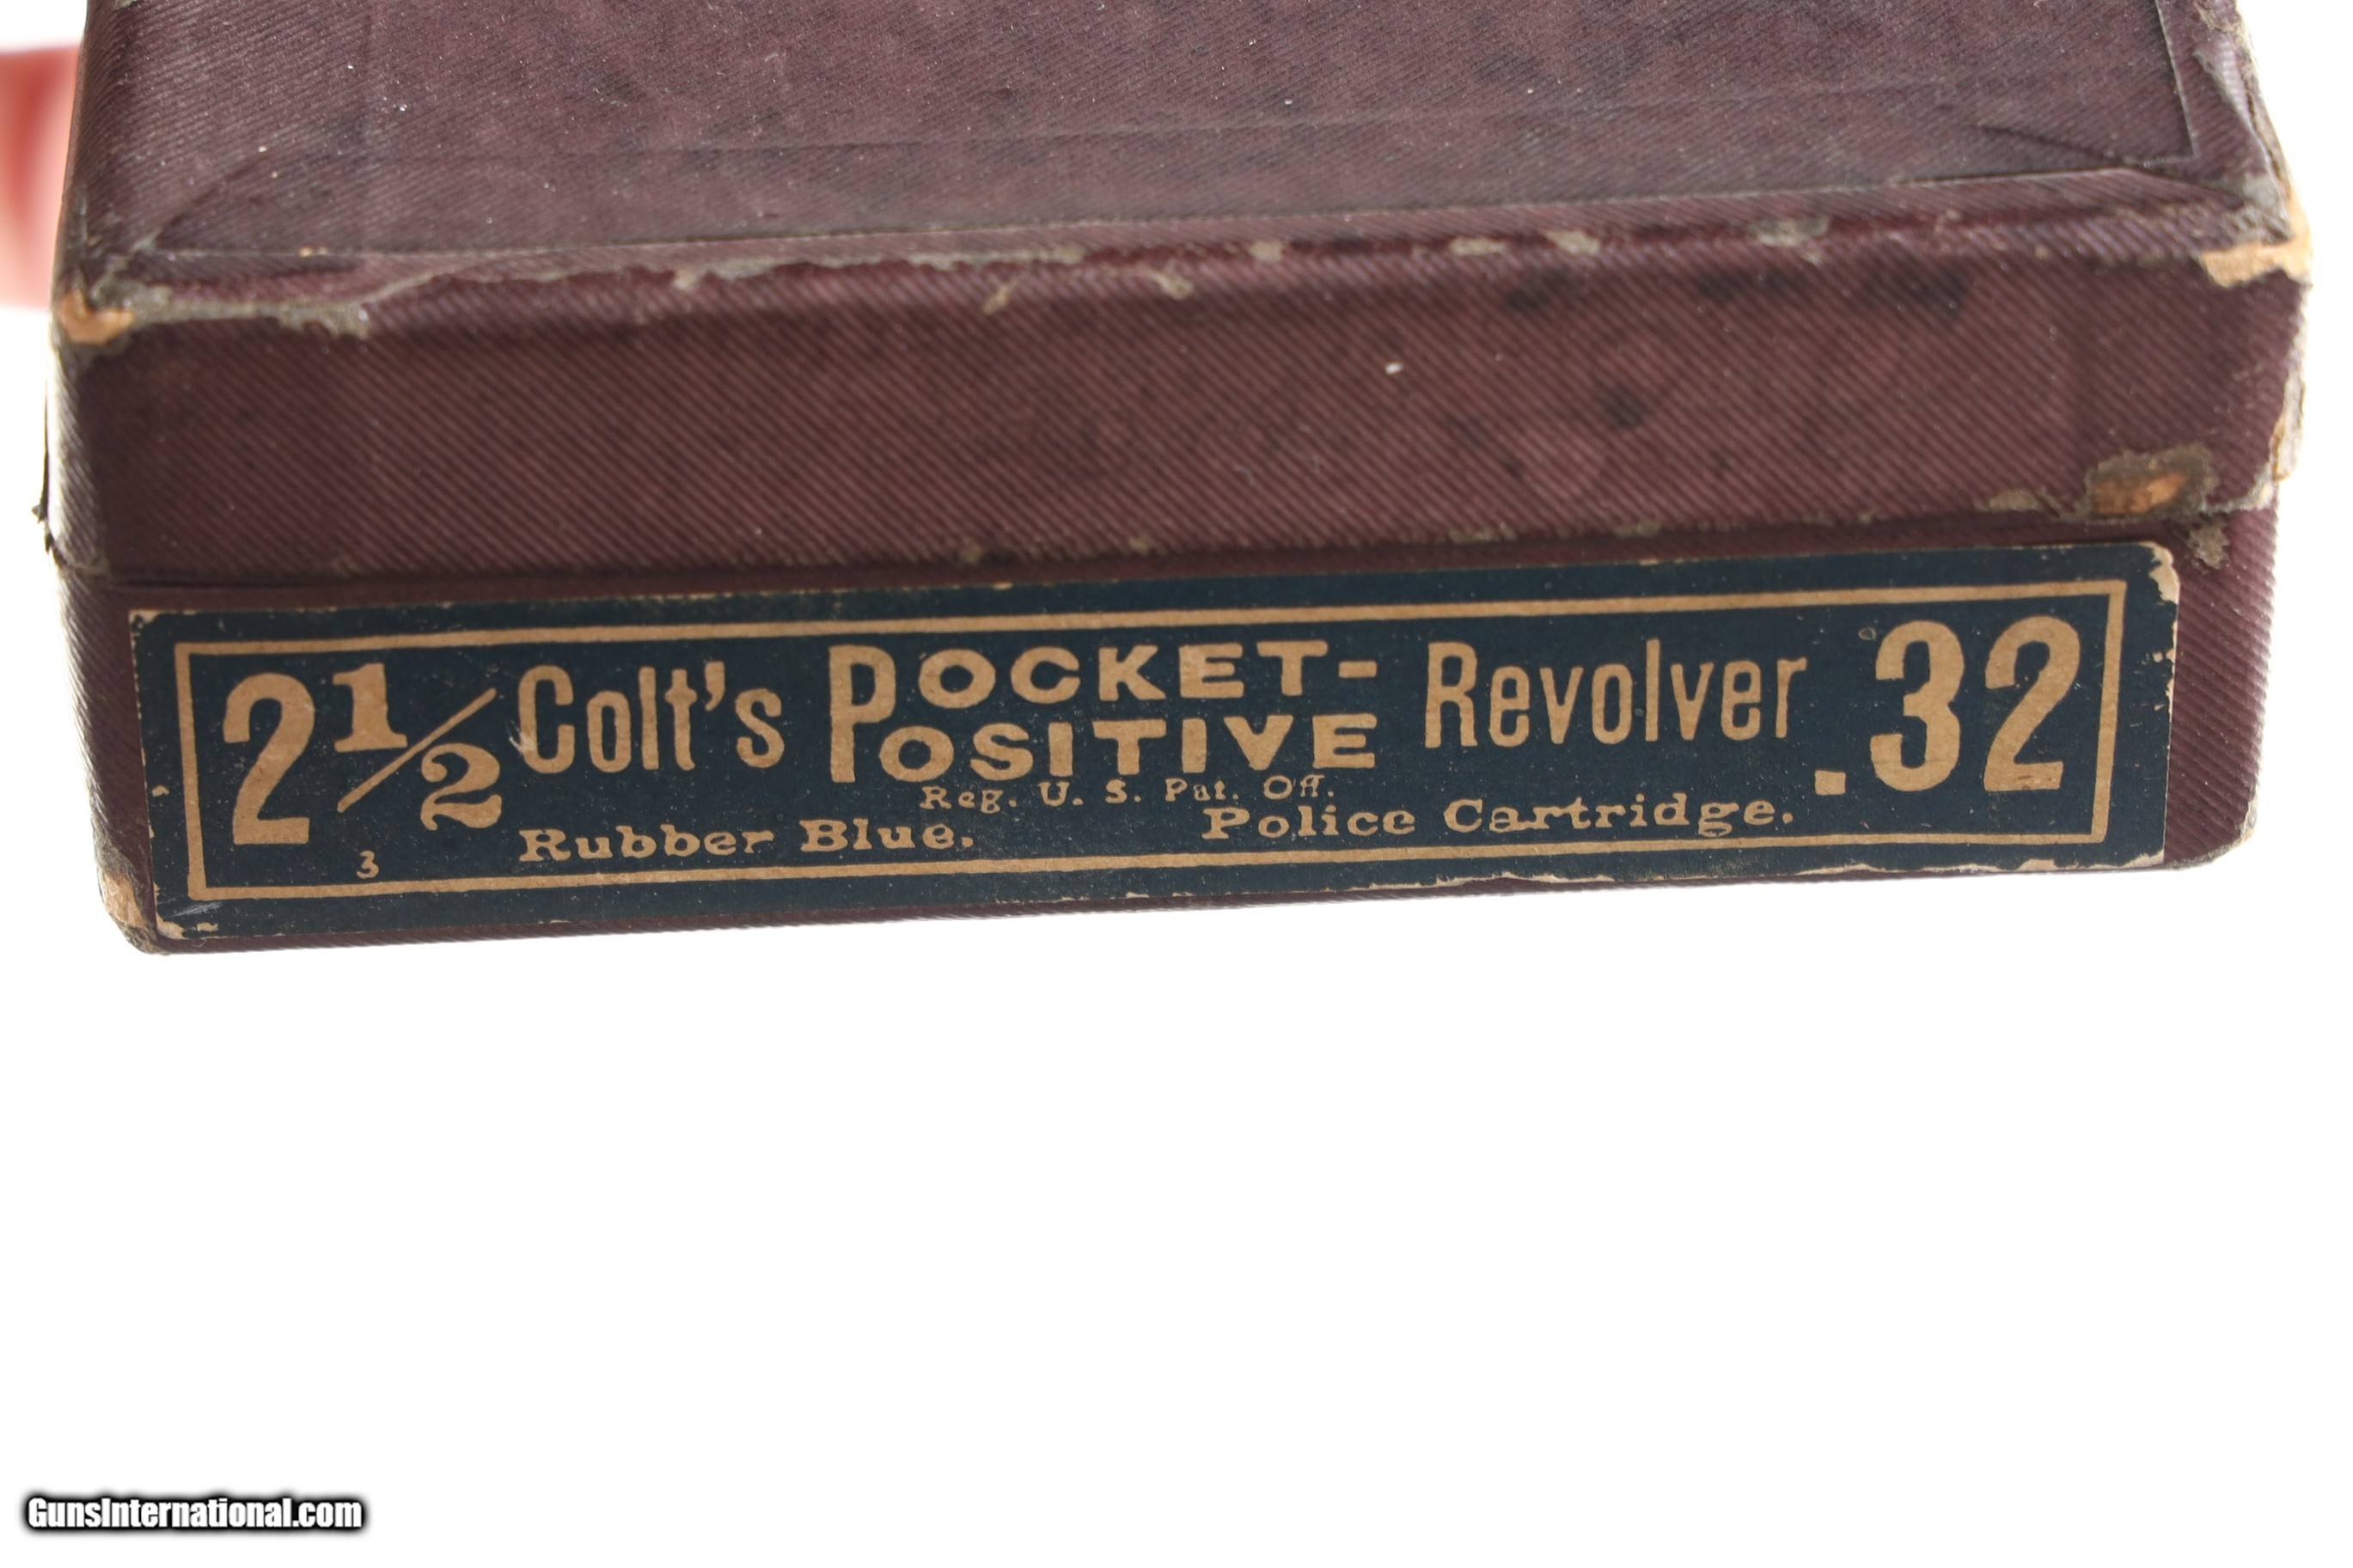 2½ Colt's POCKET-POSITIVE Revolver .32
Reg. U. S. Pat. Off.
3 Rubber Blue. Police Cartridge.
GunsInternational.com